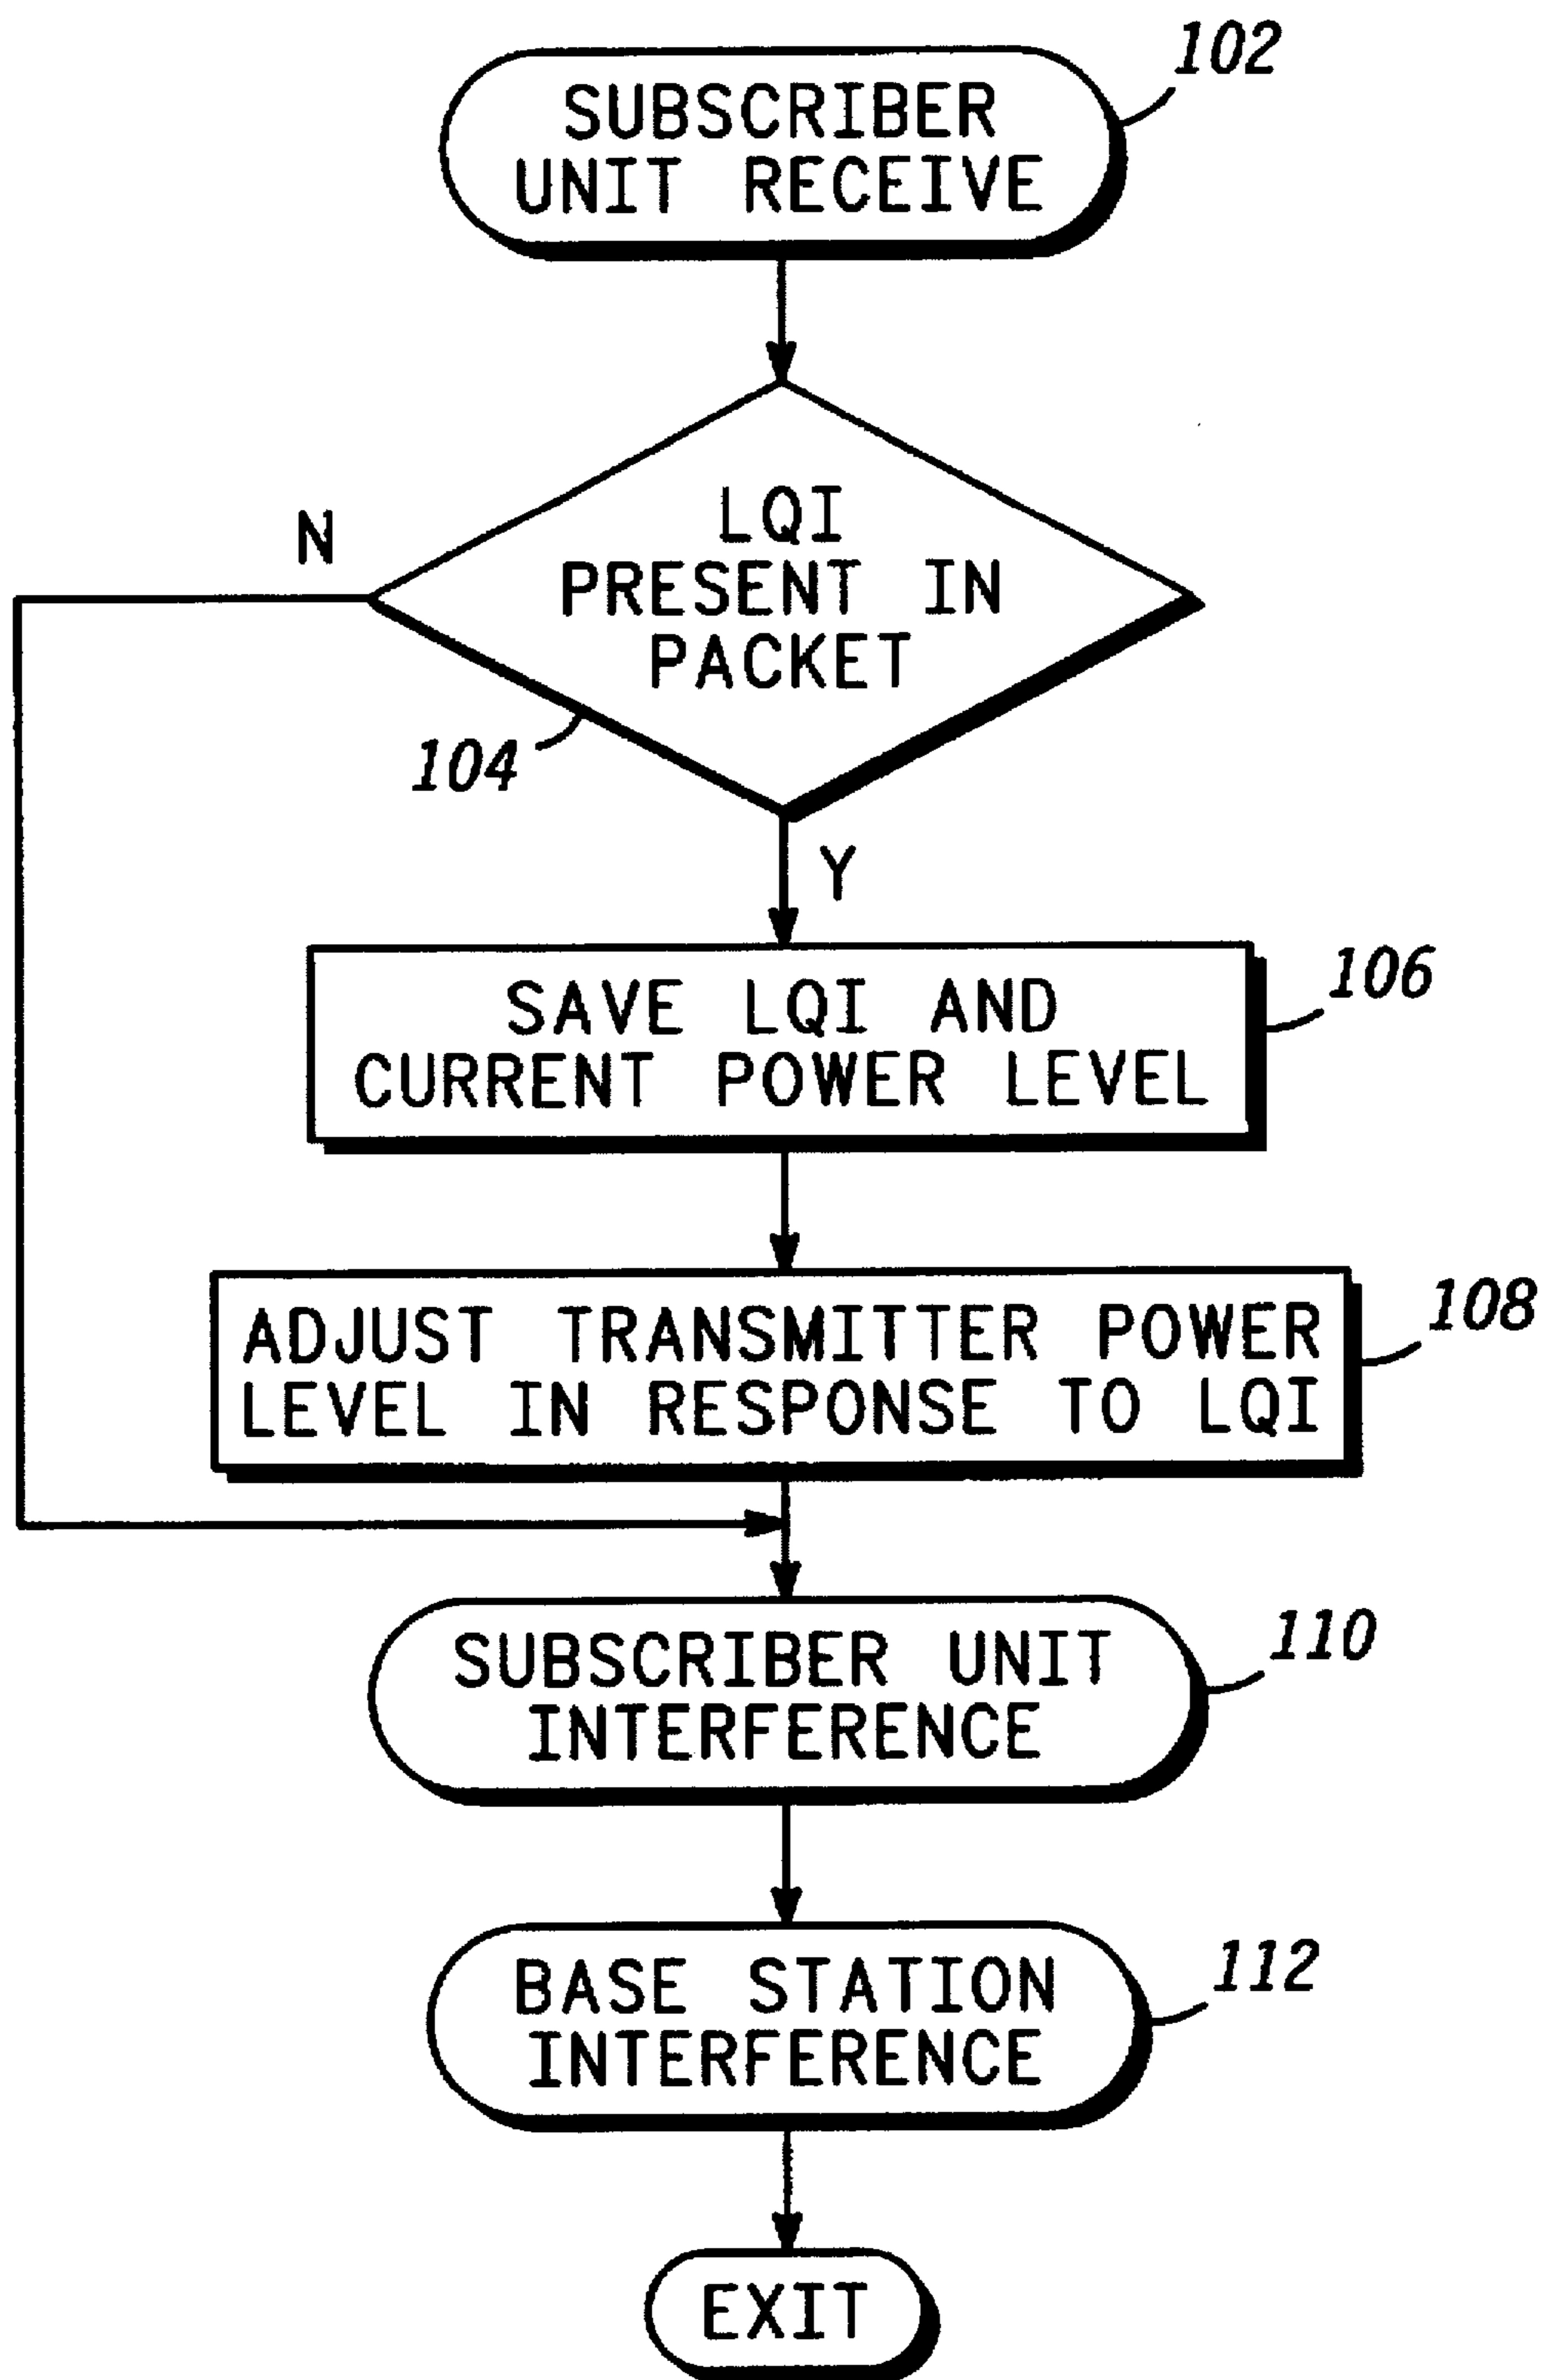 102
SUBSCRIBER
UNIT RECEIVE
LQI
PRESENT IN
PACKET
N
104
Y
SAVE LQI AND
CURRENT POWER LEVEL
106
ADJUST TRANSMITTER POWER
LEVEL IN RESPONSE TO LQI
108
SUBSCRIBER UNIT
INTERFERENCE
110
BASE STATION
INTERFERENCE
112
EXIT